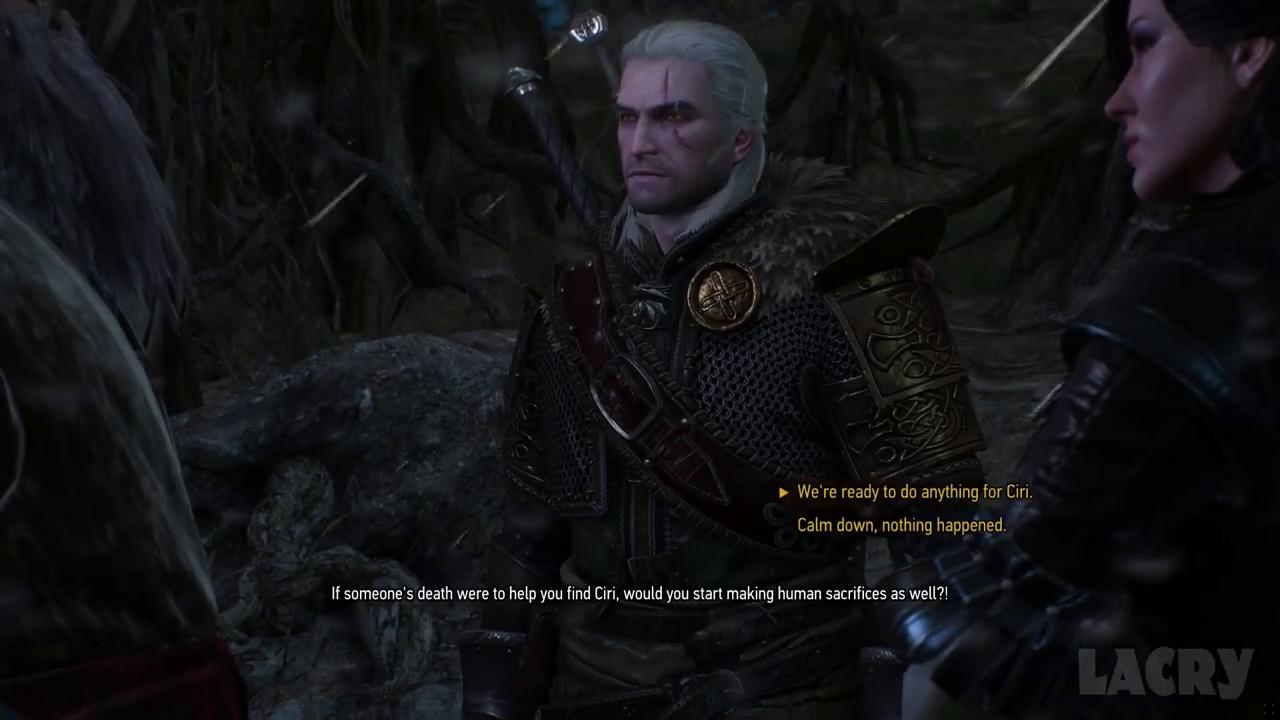 We're ready to do anything for Ciri.
Calm down, nothing happened.
If someone's death were to help you find Ciri, would you start making human sacrifices as well?!
LACRY